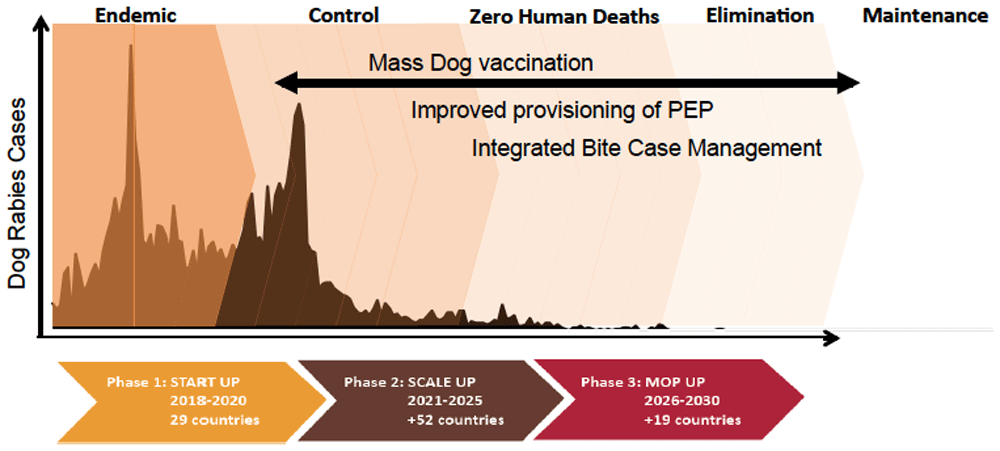 Endemic
Control
Zero Human Deaths
Elimination
Maintenance
Mass Dog vaccination
Improved provisioning of PEP
Integrated Bite Case Management
Dog Rabies Cases
Phase 1: START UP
2018-2020
29 countries
Phase 2: SCALE UP
2021-2025
+52 countries
Phase 3: MOP UP
2026-2030
+19 countries